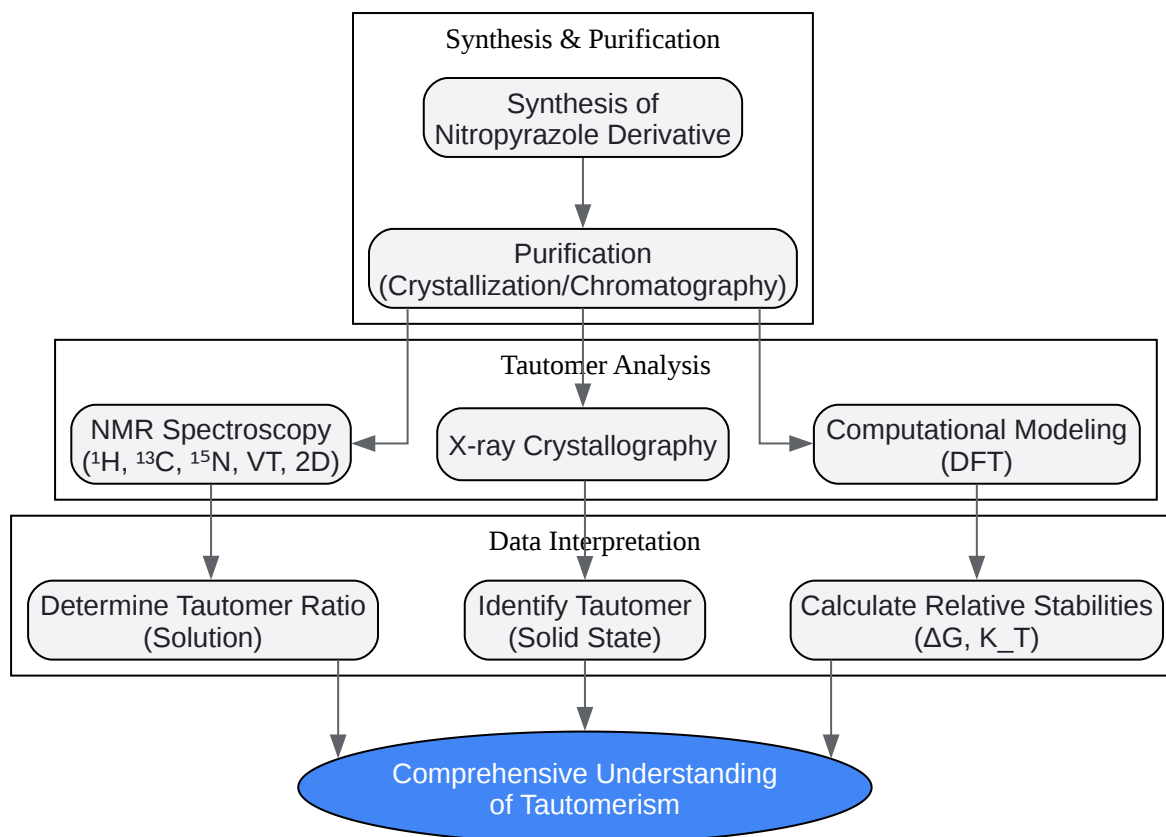 Synthesis & Purification
Synthesis of
Nitropyrazole Derivative
Purification
(Crystallization/Chromatography)
Tautomer Analysis
NMR Spectroscopy
(¹H, ¹³C, ¹⁵N, VT, 2D)
X-ray Crystallography
Computational Modeling
(DFT)
Data Interpretation
Determine Tautomer Ratio
(Solution)
Identify Tautomer
(Solid State)
Calculate Relative Stabilities
(ΔG, K_T)
Comprehensive Understanding
of Tautomerism